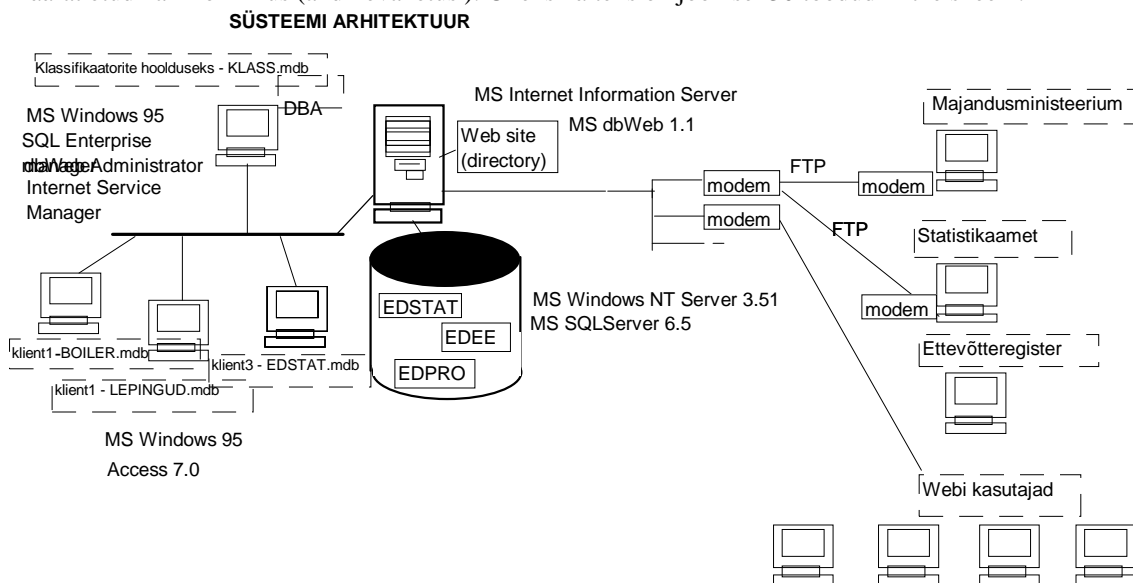 SÜSTEEMI ARHITEKTUUR
Klassifikaatorite hoolduseks - KLASS.mdb
DBA
MS Windows 95
SQL Enterprise
manager
dbWeb Administrator
Internet Service
Manager
MS Internet Information Server
MS dbWeb 1.1
Web site
(directory)
Majandusministeerium
modem
FTP
modem
modem
FTP
Statistikaamet
modem
Ettevõtteregister
EDSTAT
EDEE
EDPRO
MS Windows NT Server 3.51
MS SQLServer 6.5
klient1-BOILER.mdb
klient3 - EDSTAT.mdb
klient1 - LEPINGUD.mdb
MS Windows 95
Access 7.0
Webi kasutajad